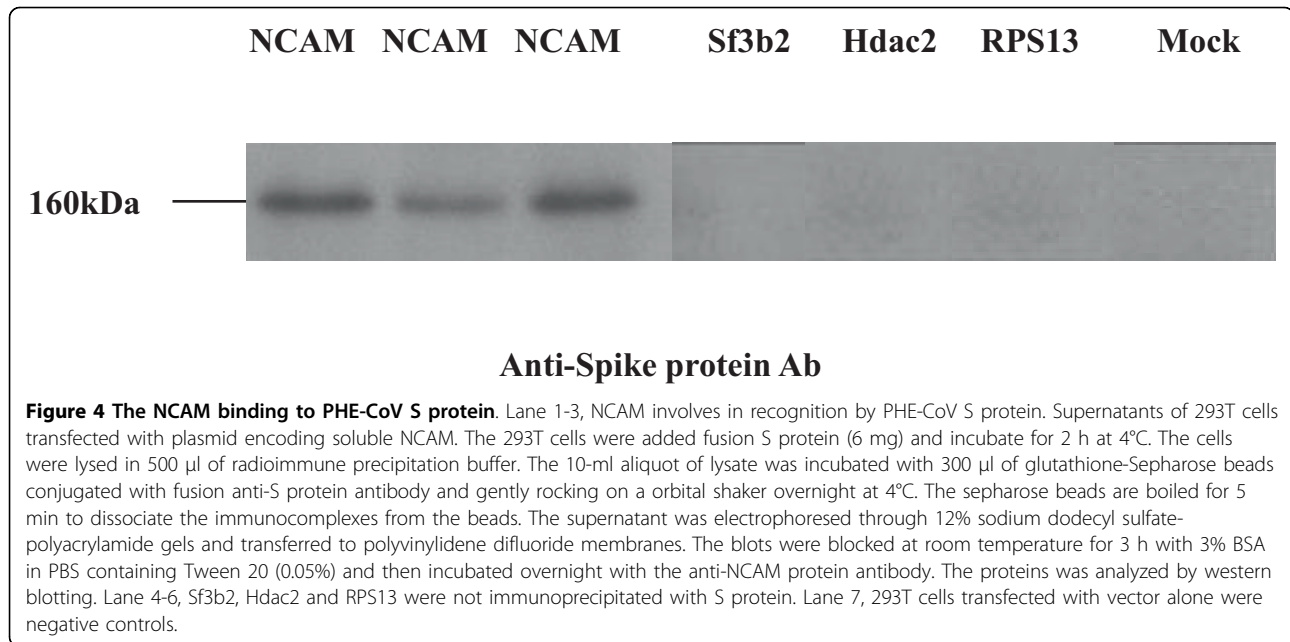 NCAM NCAM NCAM Sf3b2 Hdac2 RPS13 Mock
160kDa
Anti-Spike protein Ab
Figure 4 The NCAM binding to PHE-CoV S protein. Lane 1-3, NCAM involves in recognition by PHE-CoV S protein. Supernatants of 293T cells
transfected with plasmid encoding soluble NCAM. The 293T cells were added fusion S protein (6 mg) and incubate for 2 h at 4°C. The cells
were lysed in 500 μl of radioimmune precipitation buffer. The 10-ml aliquot of lysate was incubated with 300 μl of glutathione-Sepharose beads
conjugated with fusion anti-S protein antibody and gently rocking on a orbital shaker overnight at 4°C. The sepharose beads are boiled for 5
min to dissociate the immunocomplexes from the beads. The supernatant was electrophoresed through 12% sodium dodecyl sulfate-
polyacrylamide gels and transferred to polyvinylidene difluoride membranes. The blots were blocked at room temperature for 3 h with 3% BSA
in PBS containing Tween 20 (0.05%) and then incubated overnight with the anti-NCAM protein antibody. The proteins was analyzed by western
blotting. Lane 4-6, Sf3b2, Hdac2 and RPS13 were not immunoprecipitated with S protein. Lane 7, 293T cells transfected with vector alone were
negative controls.